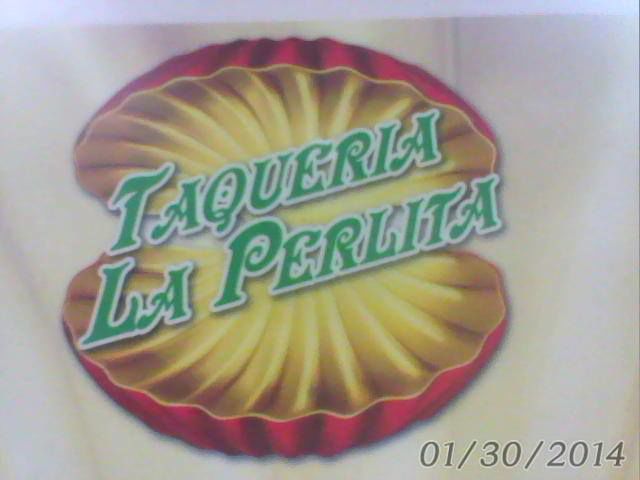 TAQUERIA
LA PERLITA
01/30/2014